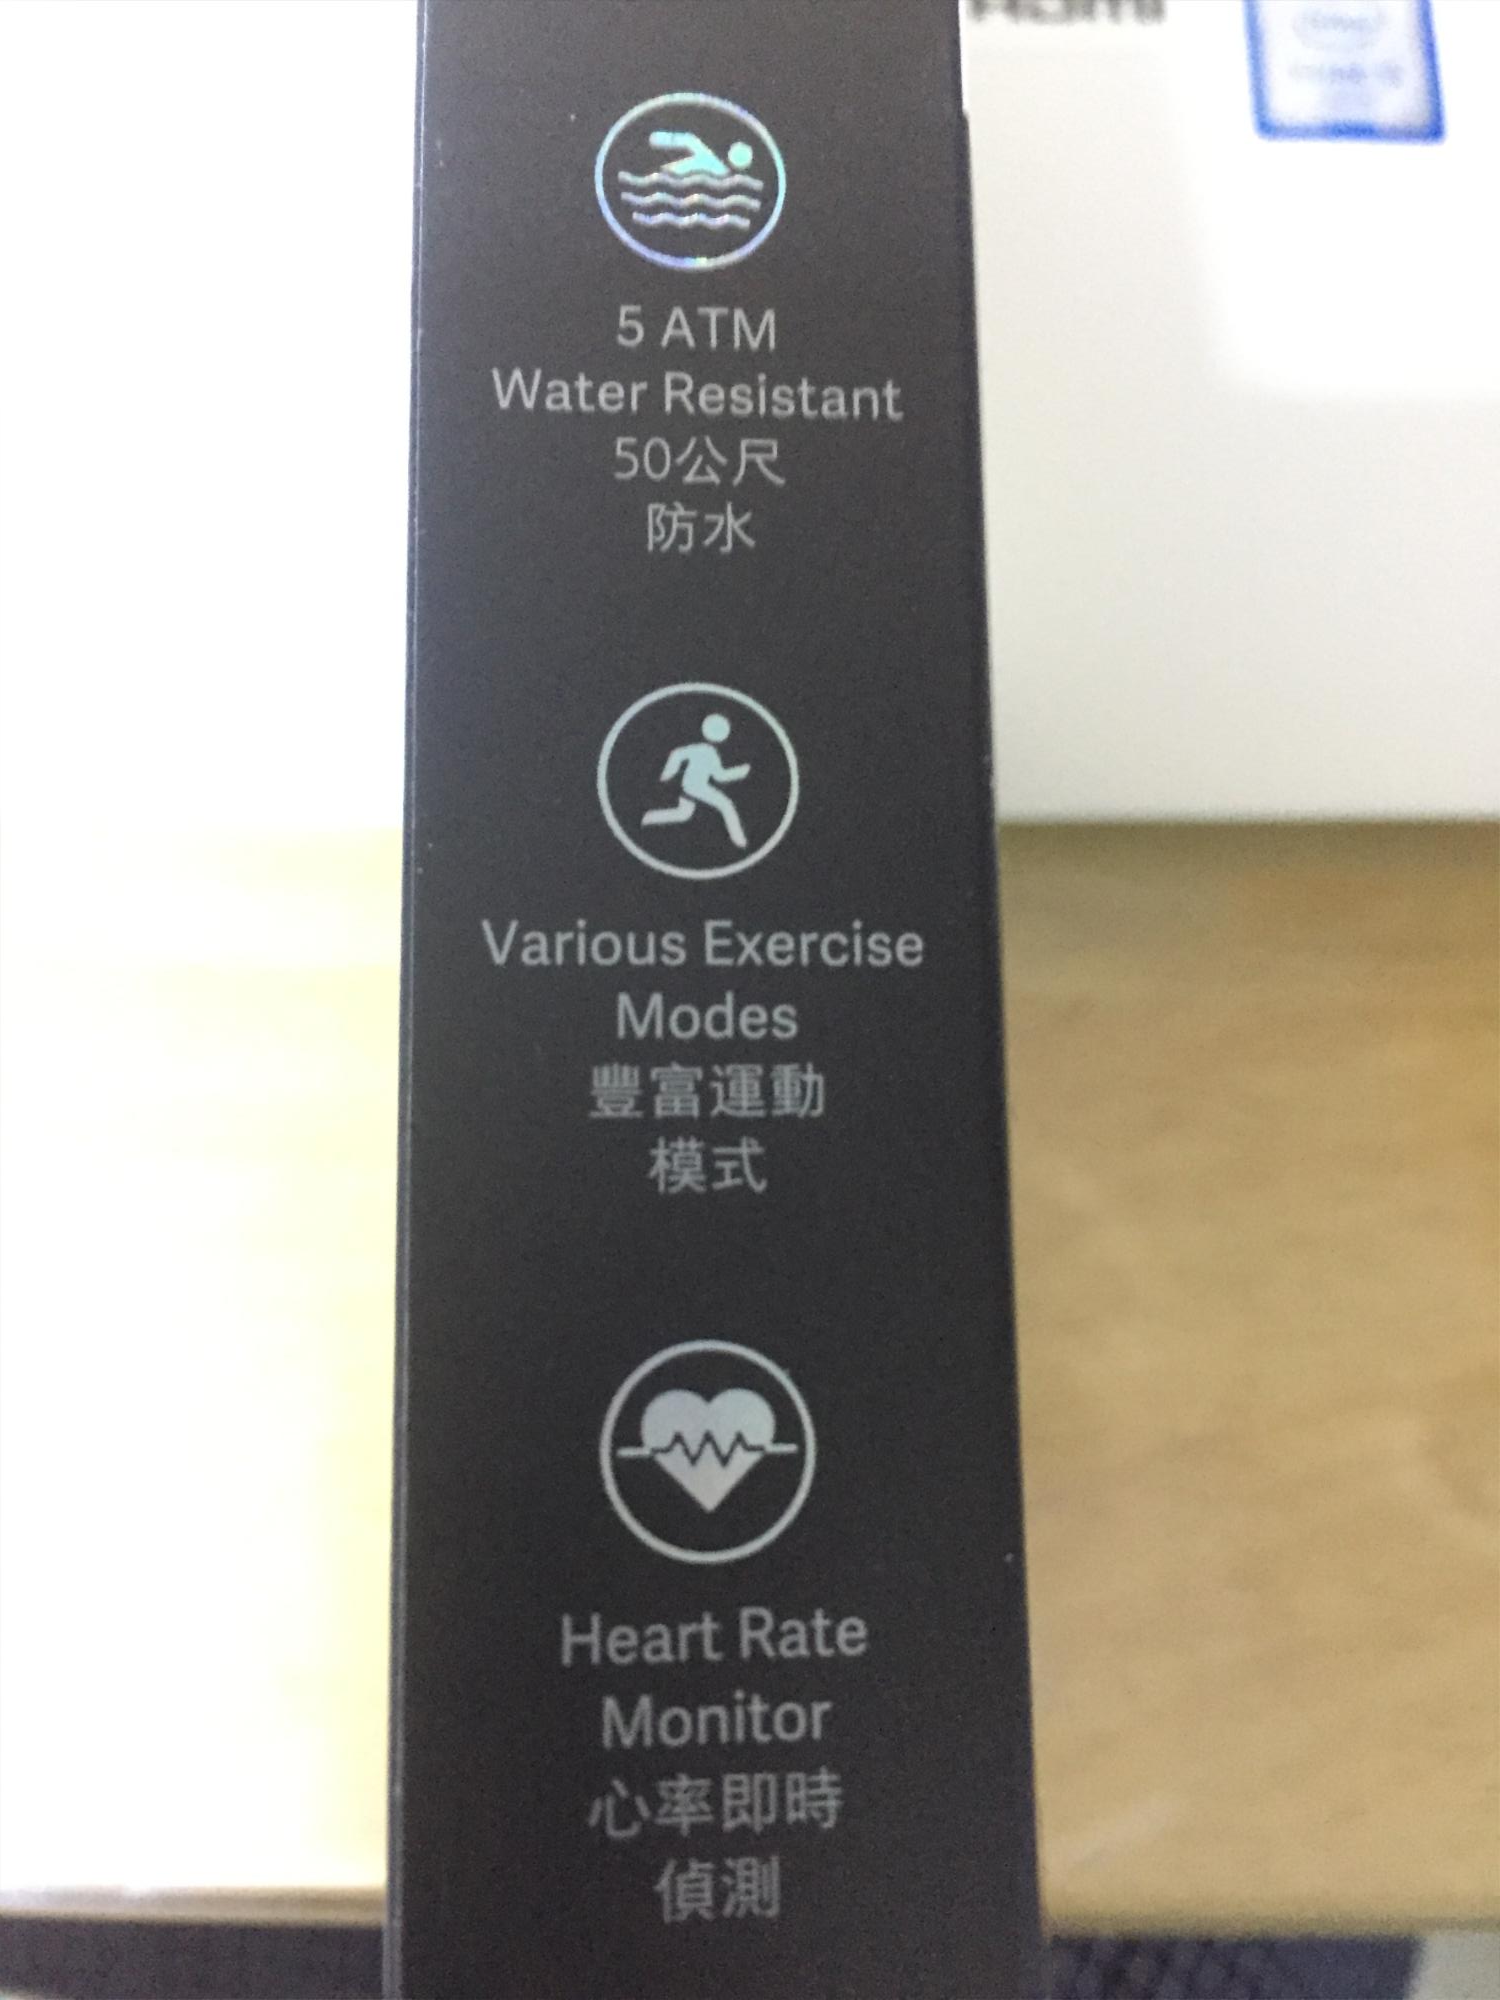 5 ATM
Water Resistant
50公尺
防水
Various Exercise
Modes
豐富運動
模式
Heart Rate
Monitor
心率即時
偵測